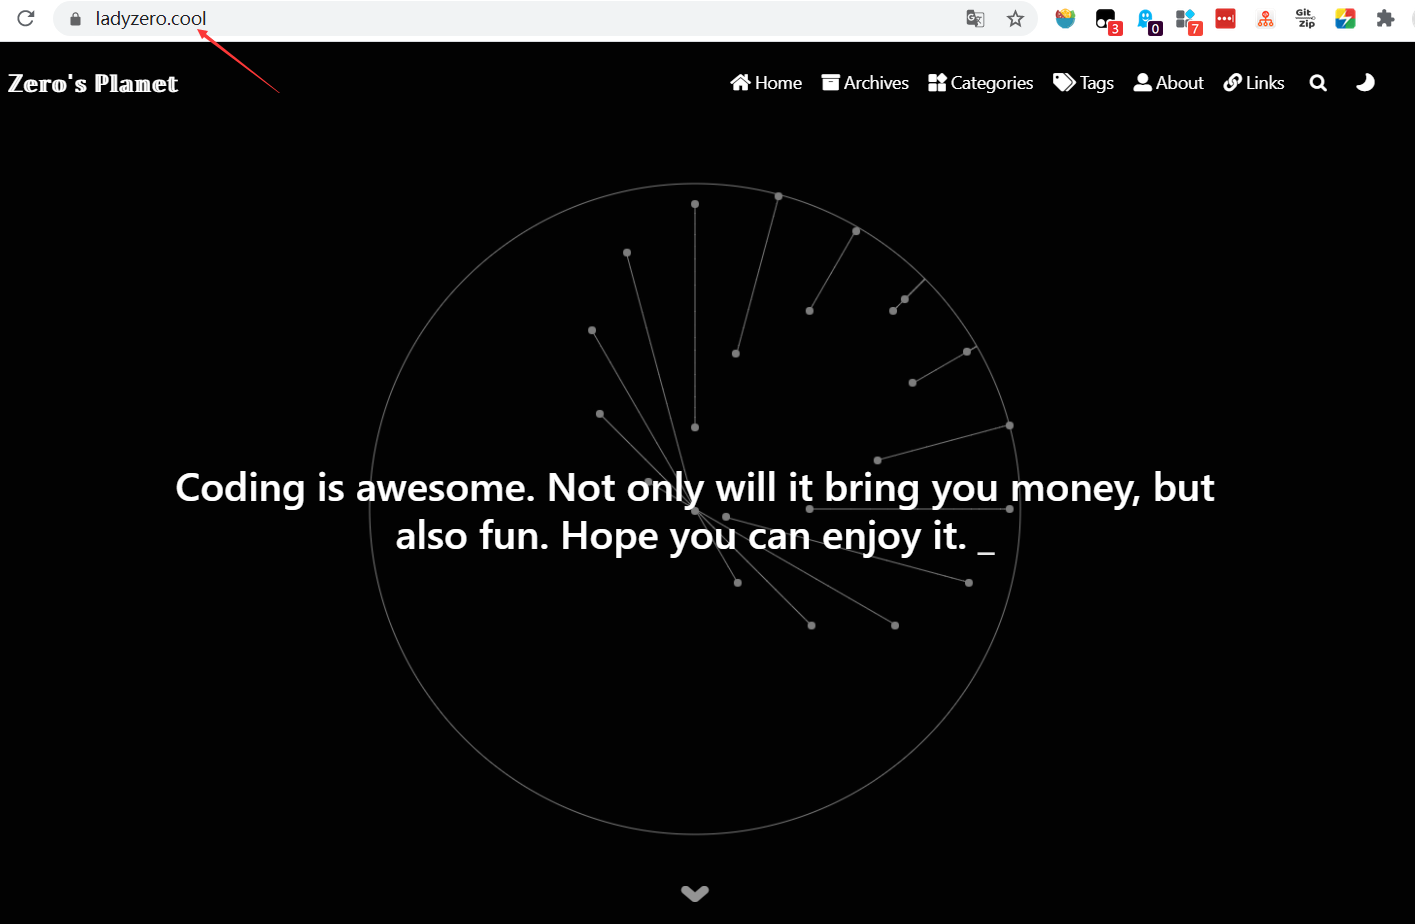 ladyzero.cool
3
0
7
Git
Zip
Zero's Planet
Home
Archives
Categories
Tags
About
Links
Coding is awesome. Not only will it bring you money, but
also fun. Hope you can enjoy it. _